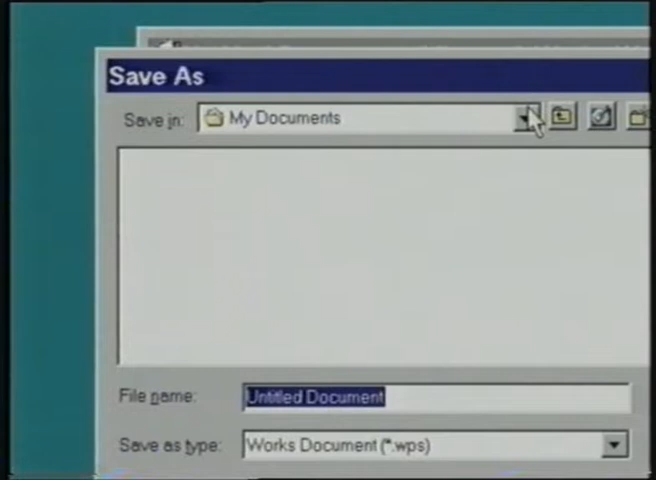 Save As
Save in: My Documents
File name: Untitled Document
Save as type: Works Document (*.wps)